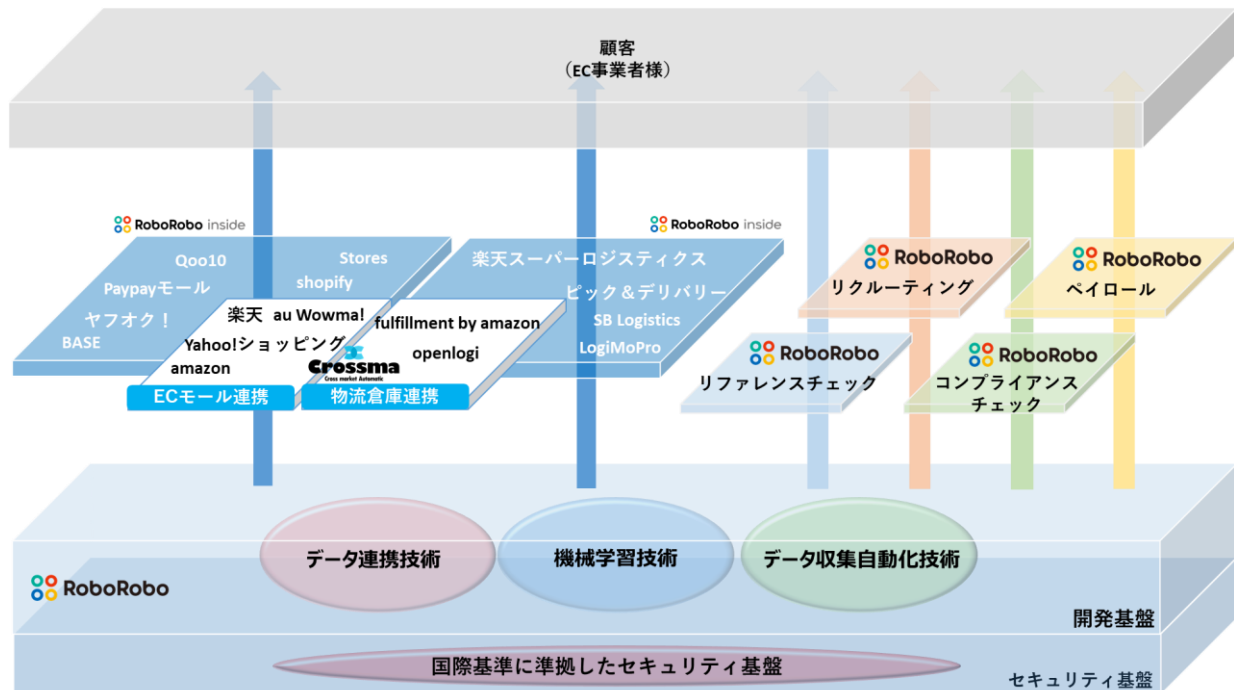 顧客
（EC事業者様）
RoboRobo inside
RoboRobo inside
Qoo10
Stores
Paypayモール
shopify
ヤフオク！
BASE
楽天 au Wowma!
Yahoo!ショッピング
amazon
ECモール連携
楽天スーパーロジスティクス
ピック＆デリバリー
SB Logistics
LogiMoPro
fulfillment by amazon
openlogi
Crossma
Cross market Automatic
物流倉庫連携
RoboRobo
リクルーティング
RoboRobo
ペイロール
RoboRobo
リファレンスチェック
RoboRobo
コンプライアンス
チェック
データ連携技術
機械学習技術
データ収集自動化技術
RoboRobo
開発基盤
国際基準に準拠したセキュリティ基盤
セキュリティ基盤